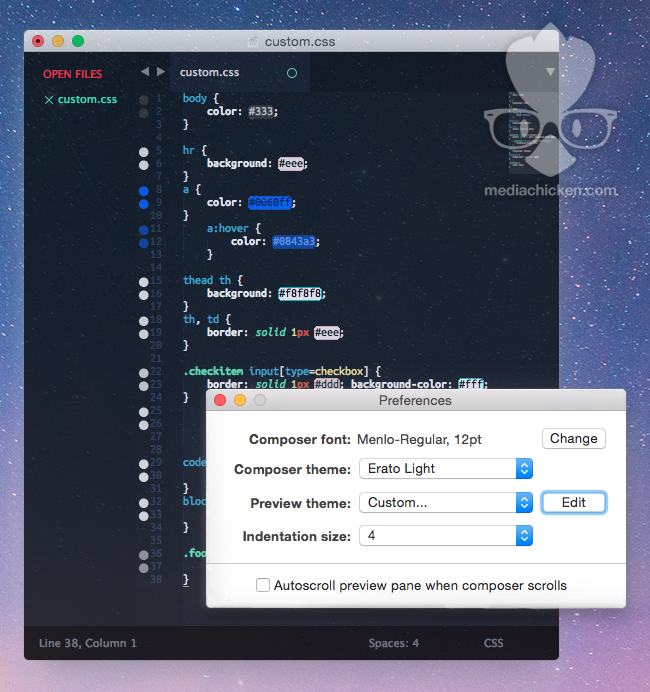 custom.css
OPEN FILES
custom.css
custom.css
1 body {
2 color: #333;
3 }
4
5 hr {
6 background: #eee;
7 }
8 a {
9 color: #0060ff;
10 }
11 a:hover {
12 color: #0843a3;
13 }
14
15 thead th {
16 background: #f8f8f8;
17 }
18 th, td {
19 border: solid 1px #eee;
20 }
21
22 .checkitem input[type=checkbox] {
23 border: solid 1px #ddd; background-color: #fff;
24 }
25
26
27
28
29 code
30
31 }
32 bloc
33
34 }
35
36 .foo
37
38 }
mediachicken.com
Preferences
Composer font: Menlo-Regular, 12pt Change
Composer theme: Erato Light
Preview theme: Custom... Edit
Indentation size: 4
Autoscroll preview pane when composer scrolls
Line 38, Column 1 Spaces: 4 CSS